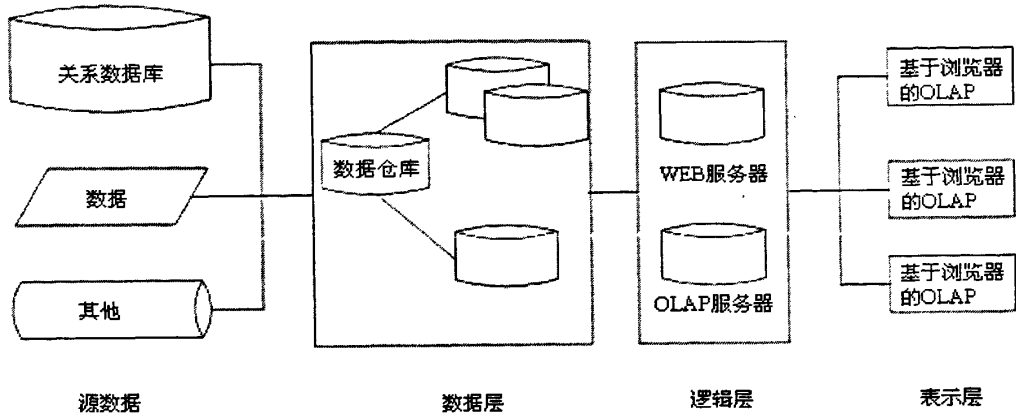 关系数据库
数据
其他
数据仓库
WEB服务器
OLAP服务器
基于浏览器
的OLAP
基于浏览器
的OLAP
基于浏览器
的OLAP
源数据
数据层
逻辑层
表示层